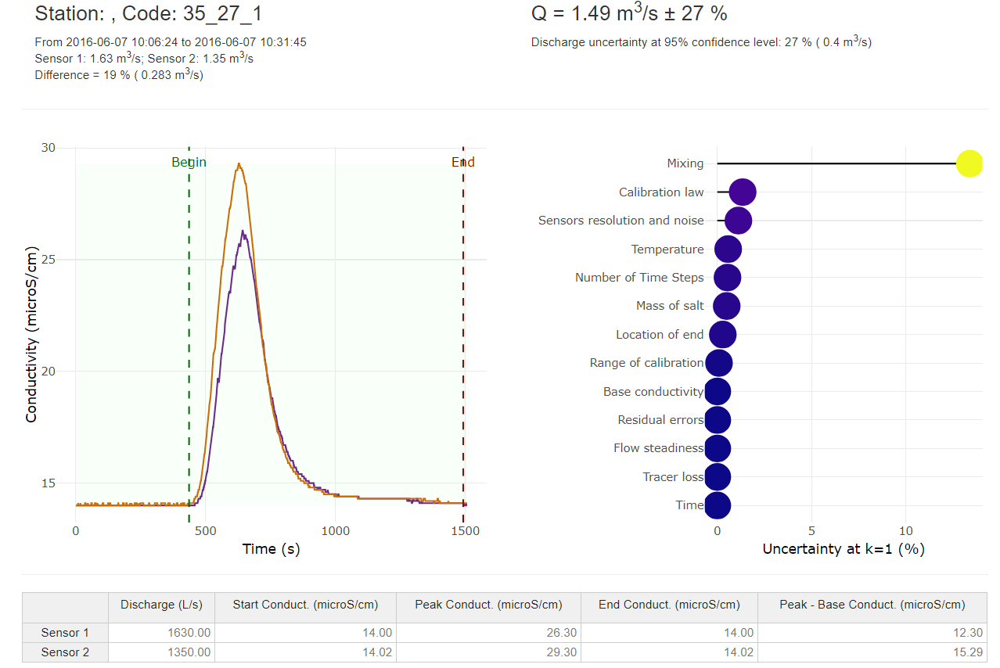 Station: , Code: 35_27_1
Q = 1.49 m3/s ± 27 %
From 2016-06-07 10:06:24 to 2016-06-07 10:31:45
Sensor 1: 1.63 m3/s; Sensor 2: 1.35 m3/s
Difference = 19 % ( 0.283 m3/s)
Discharge uncertainty at 95% confidence level: 27 % ( 0.4 m3/s)
30
25
20
15
Conductivity (microS/cm)
Begin
End
0 500 1000 1500
Time (s)
Mixing
Calibration law
Sensors resolution and noise
Temperature
Number of Time Steps
Mass of salt
Location of end
Range of calibration
Base conductivity
Residual errors
Flow steadiness
Tracer loss
Time
0 5 10
Uncertainty at k=1 (%)
Discharge (L/s) Start Conduct. (microS/cm) Peak Conduct. (microS/cm) End Conduct. (microS/cm) Peak - Base Conduct. (microS/cm)
Sensor 1 1630.00 14.00 26.30 14.00 12.30
Sensor 2 1350.00 14.02 29.30 14.02 15.29